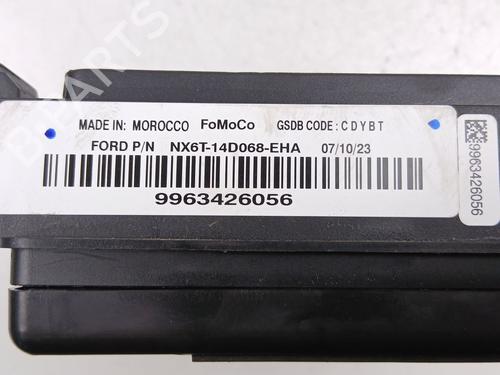 MADE IN: MOROCCO FoMoCo GSDB CODE: CDYBT
FORD P/N NX6T-14D068-EHA 07/10/23
9963426056
9963426056